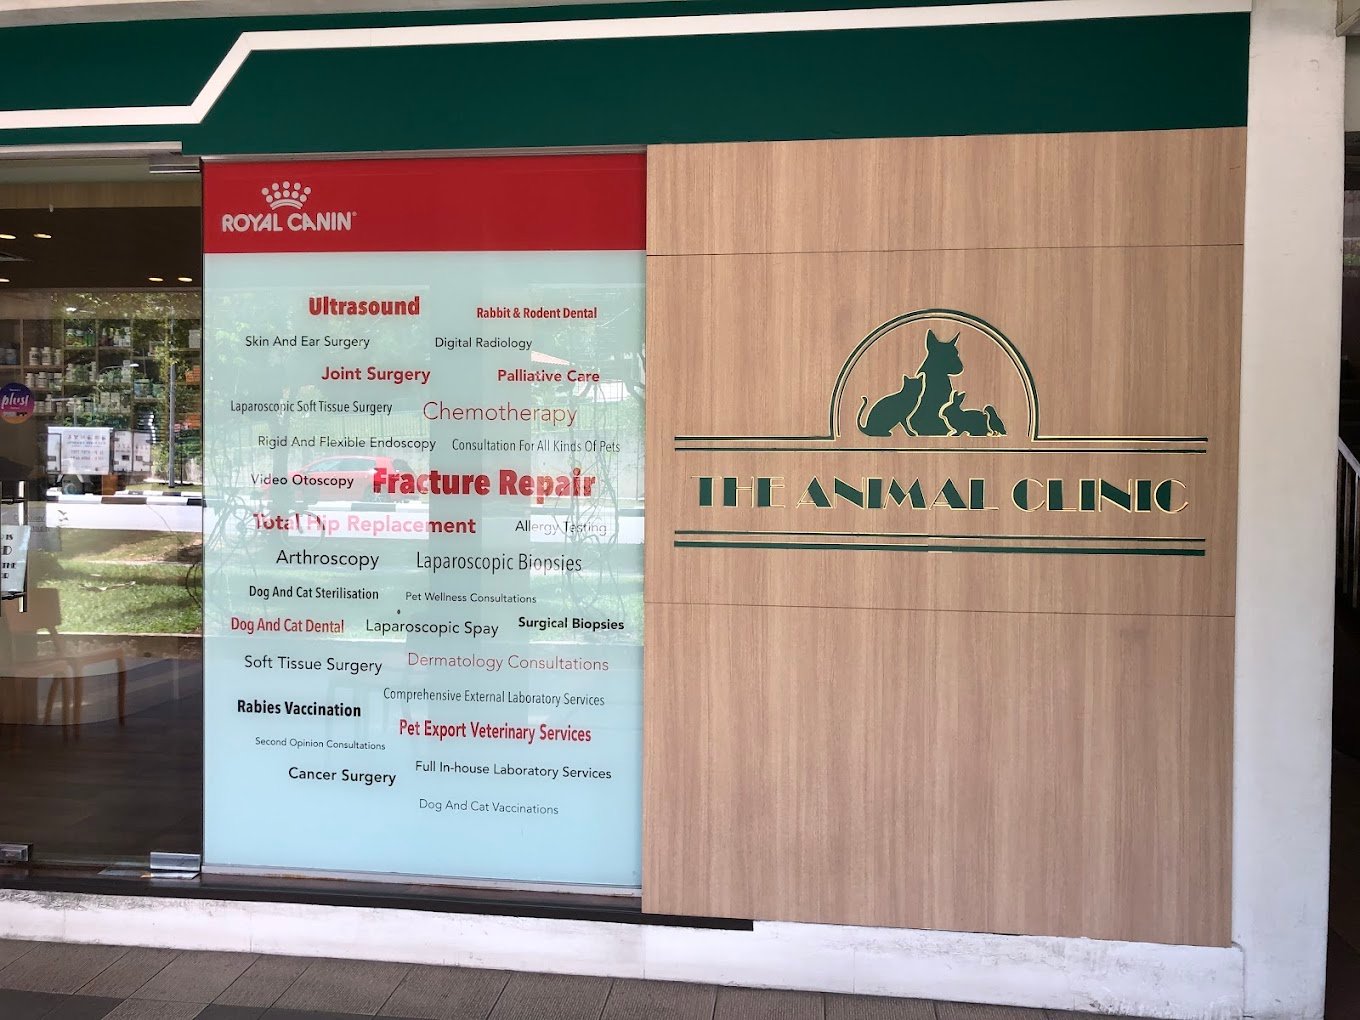 ROYAL CANIN
Ultrasound
Rabbit & Rodent Dental
Skin And Ear Surgery
Digital Radiology
Joint Surgery
Palliative Care
Laparoscopic Soft Tissue Surgery
Chemotherapy
Rigid And Flexible Endoscopy
Consultation For All Kinds Of Pets
Video Otoscopy
Fracture Repair
Total Hip Replacement
Allergy Testing
Arthroscopy
Laparoscopic Biopsies
Dog And Cat Sterilisation
Pet Wellness Consultations
Dog And Cat Dental
Laparoscopic Spay
Surgical Biopsies
Soft Tissue Surgery
Dermatology Consultations
Comprehensive External Laboratory Services
Rabies Vaccination
Pet Export Veterinary Services
Second Opinion Consultations
Cancer Surgery
Full In-house Laboratory Services
Dog And Cat Vaccinations
THE ANIMAL CLINIC
plus!